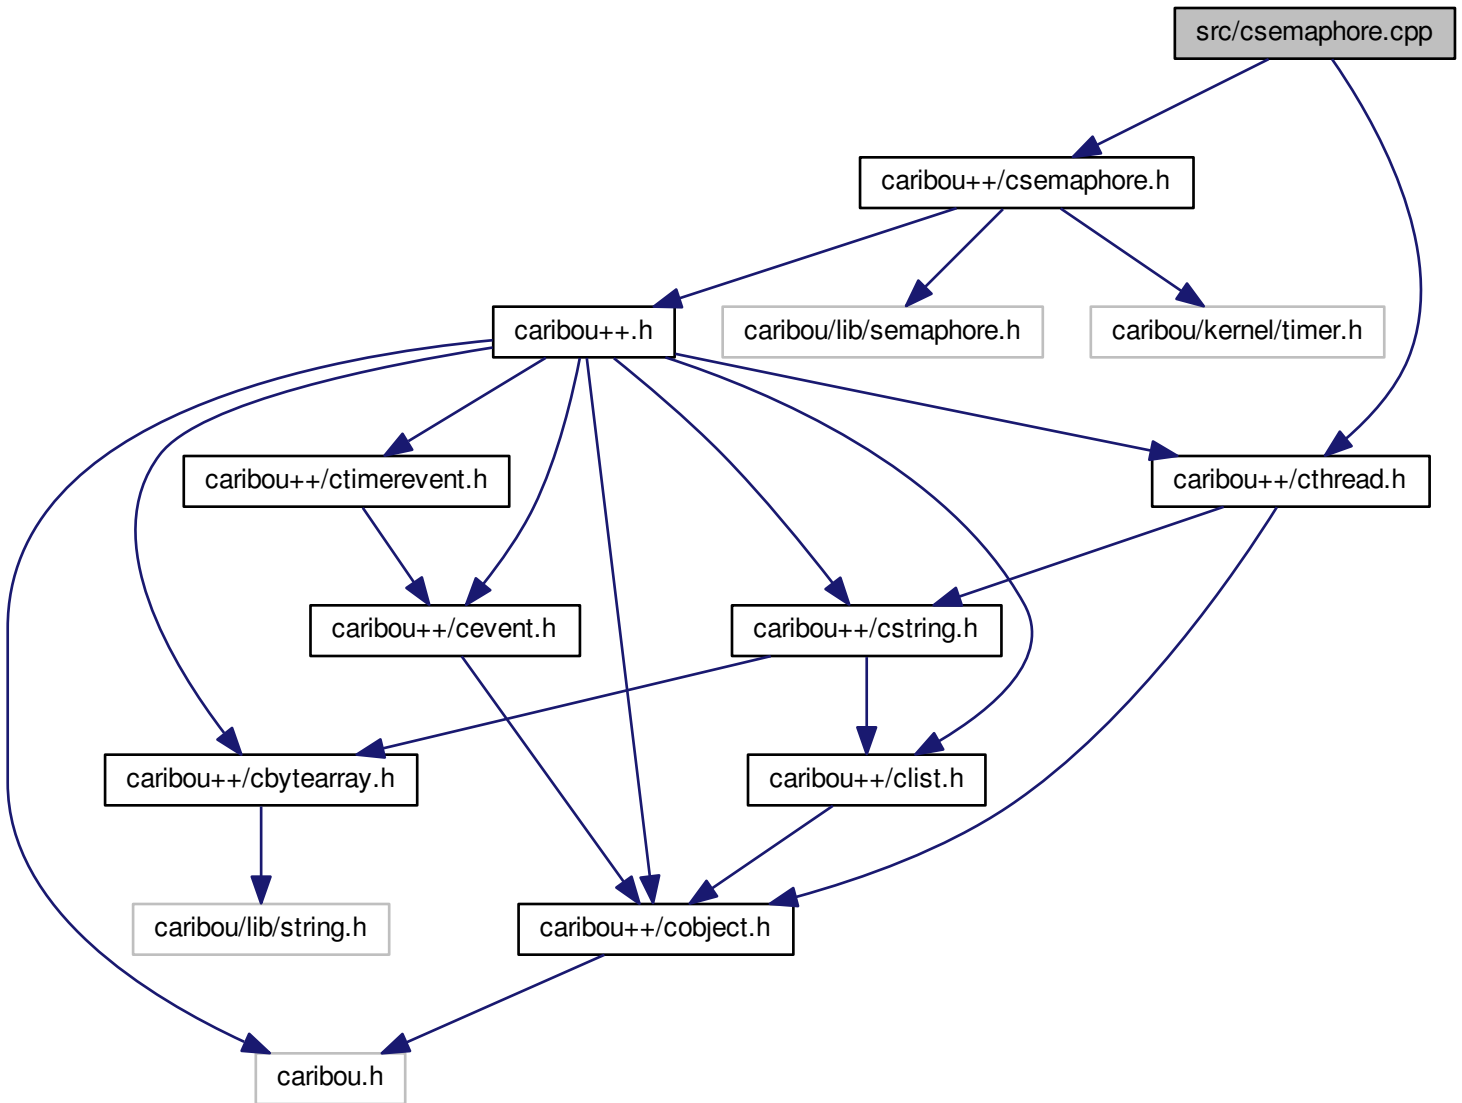 src/csemaphore.cpp
caribou++/csemaphore.h
caribou++.h
caribou/lib/semaphore.h
caribou/kernel/timer.h
caribou++/ctimerevent.h
caribou++/cthread.h
caribou++/cevent.h
caribou++/cstring.h
caribou++/cbytearray.h
caribou++/clist.h
caribou/lib/string.h
caribou++/cobject.h
caribou.h